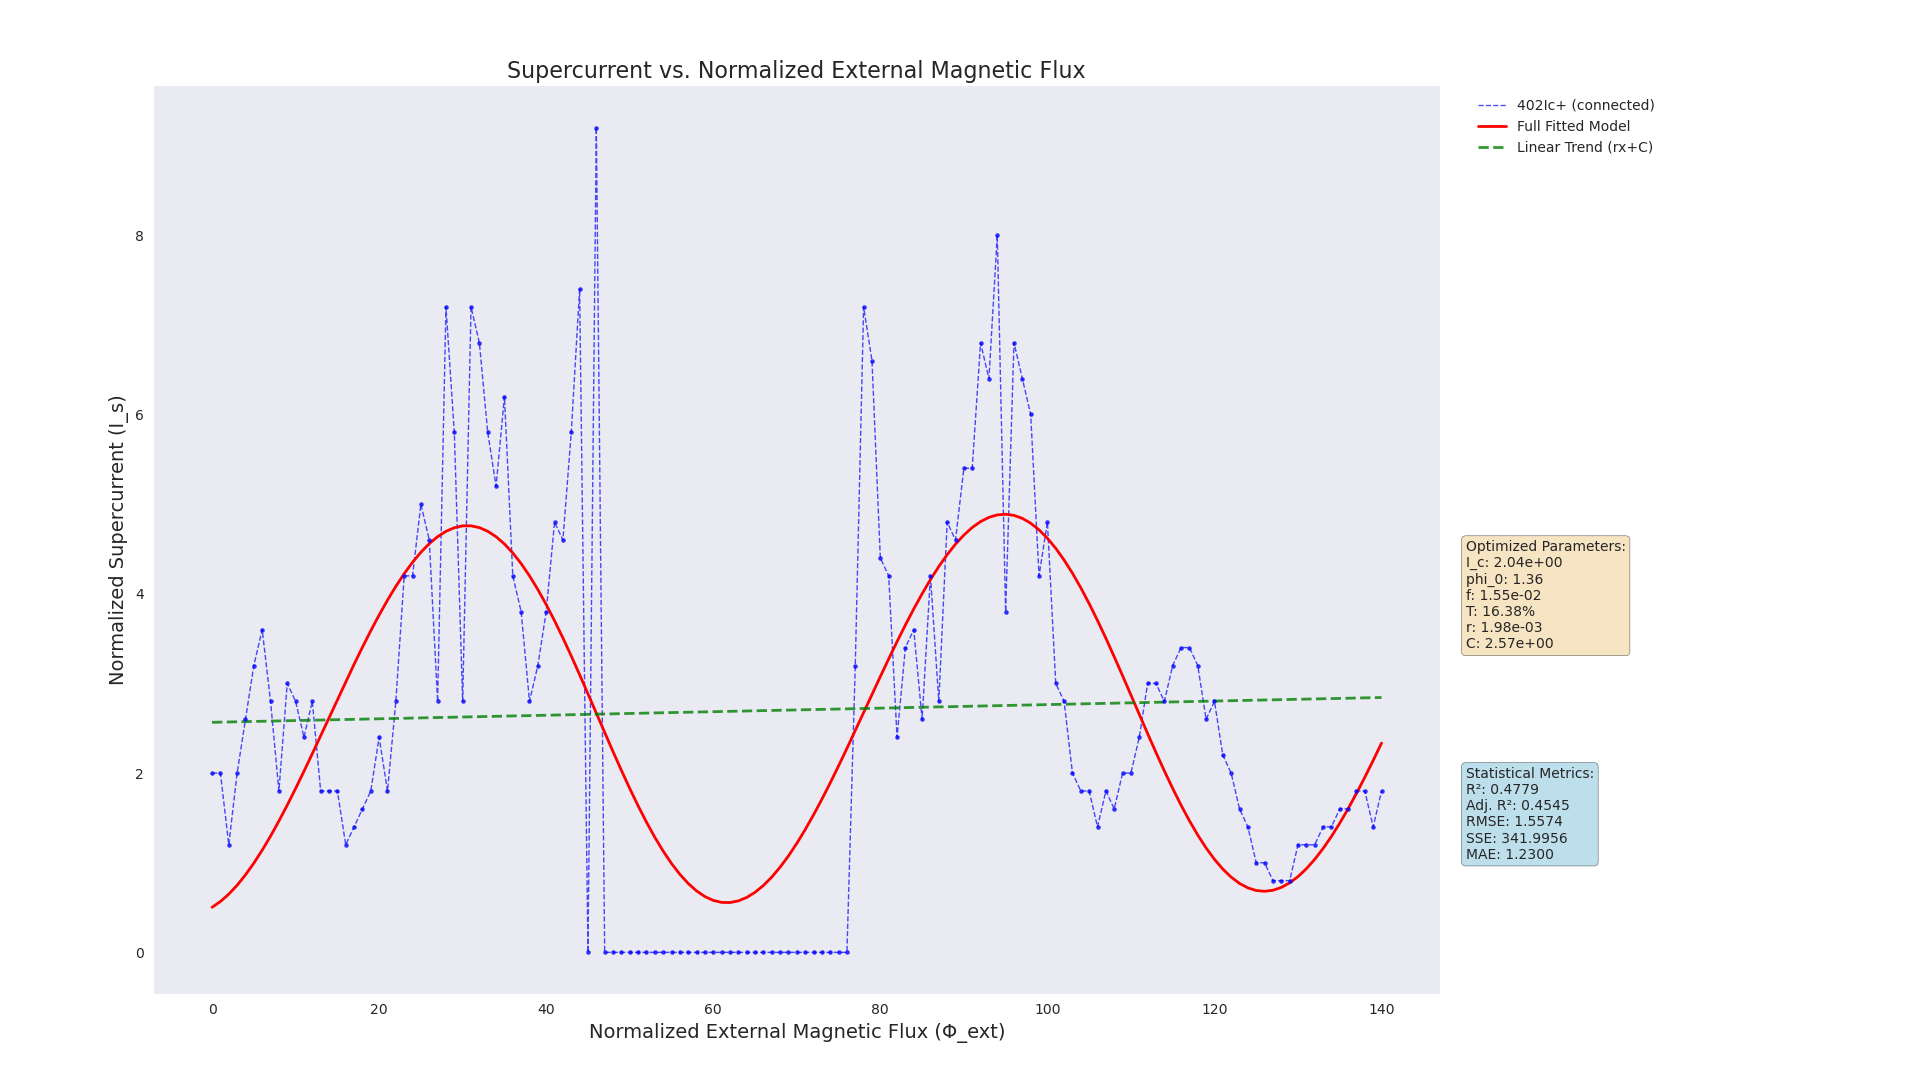 Supercurrent vs. Normalized External Magnetic Flux
402Ic+ (connected)
Full Fitted Model
Linear Trend (rx+C)
Normalized Supercurrent (I_s)
8
6
4
2
0
Optimized Parameters:
I_c: 2.04e+00
phi_0: 1.36
f: 1.55e-02
T: 16.38%
r: 1.98e-03
C: 2.57e+00
Statistical Metrics:
R²: 0.4779
Adj. R²: 0.4545
RMSE: 1.5574
SSE: 341.9956
MAE: 1.2300
0 20 40 60 80 100 120 140
Normalized External Magnetic Flux (Φ_ext)